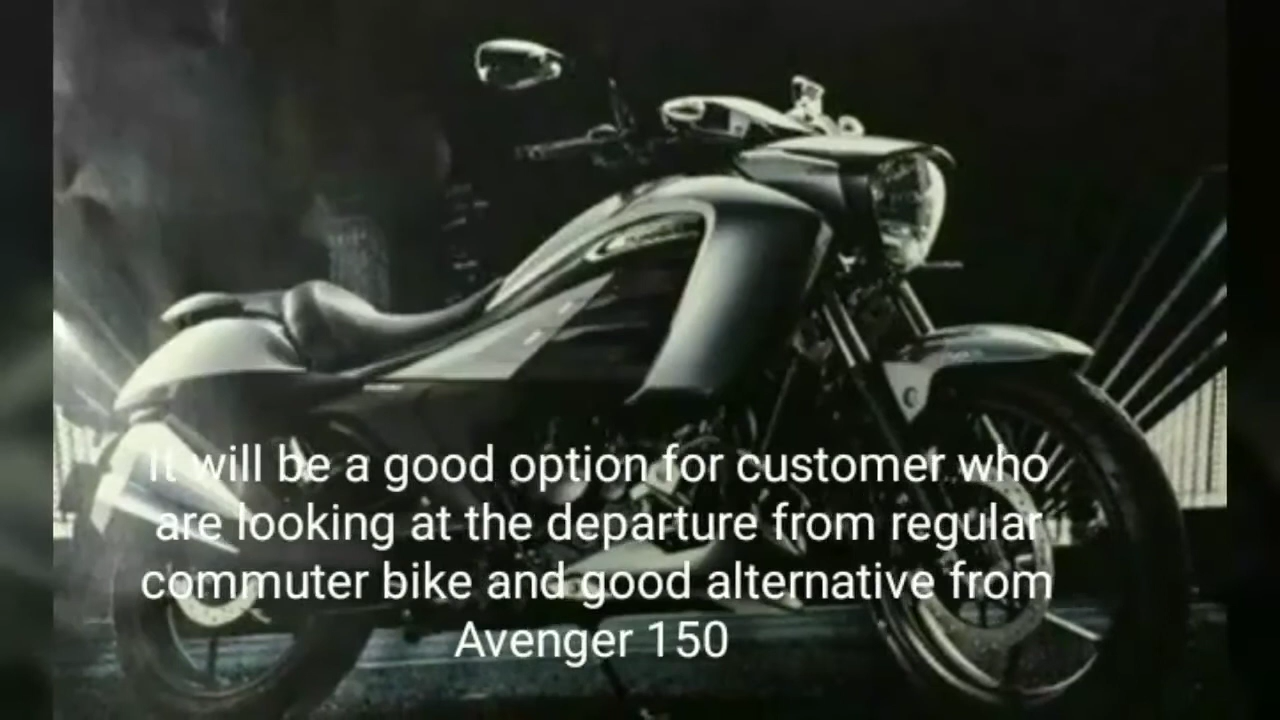 It will be a good option for customer who
are looking at the departure from regular
commuter bike and good alternative from
Avenger 150